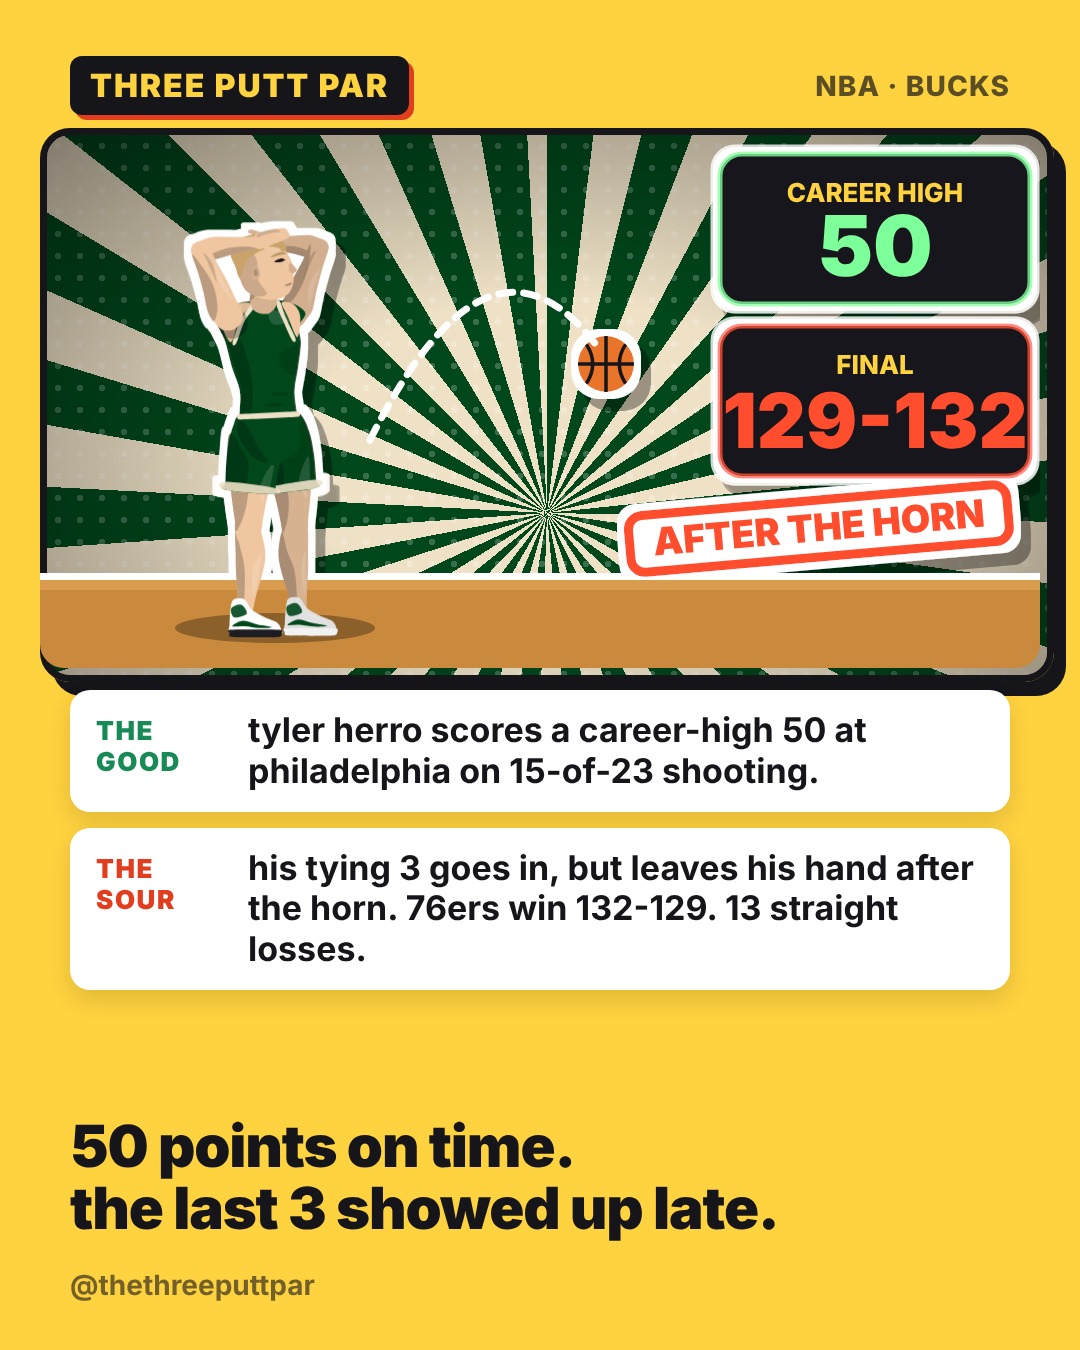 THREE PUTT PAR
NBA · BUCKS
CAREER HIGH
50
FINAL
129-132
AFTER THE HORN
THE
GOOD
tyler herro scores a career-high 50 at
philadelphia on 15-of-23 shooting.
THE
SOUR
his tying 3 goes in, but leaves his hand after
the horn. 76ers win 132-129. 13 straight
losses.
50 points on time.
the last 3 showed up late.
@thethreeputtpar